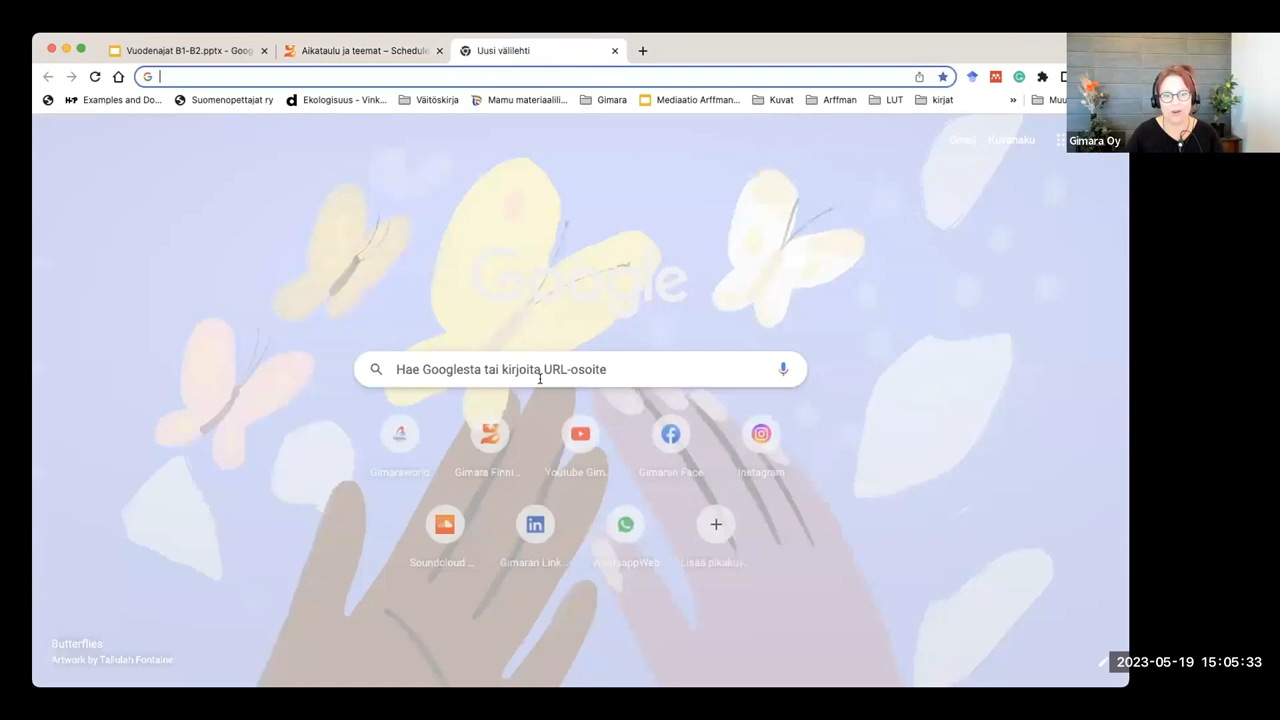 Vuodenajat B1-B2.pptx - Goog
Aikataulu ja teemat – Schedule
Uusi välilehti
Examples and Do...
Suomenopettajat ry
Ekologisuus - Vink...
Väitöskirja
Mamu materiaalil...
Gimara
Mediaatio Arffman...
Kuvat
Arffman
LUT
kirjat
»
Muu
Gimara Oy
Gmail
Kuvahaku
Google
Hae Googlesta tai kirjoita URL-osoite
Gimaraworld
Gimara Finni...
Youtube Gim...
Gimaran Face...
Instagram
Soundcloud ...
Gimaran Link...
WhatsappWeb
Lisää pikakuv...
Butterflies
Artwork by Tallulah Fontaine
2023-05-19 15:05:33